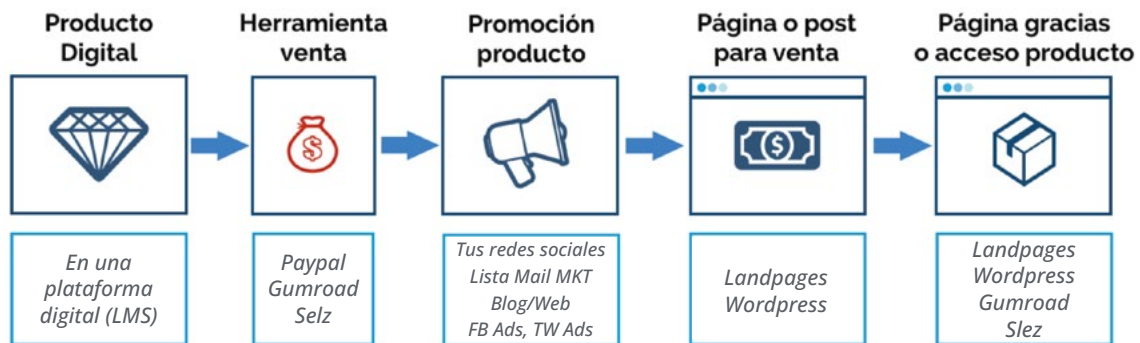 Producto
Digital
Herramienta
venta
Promoción
producto
Página o post
para venta
Página gracias
o acceso producto
$
$
En una
plataforma
digital (LMS)
Paypal
Gumroad
Selz
Tus redes sociales
Lista Mail MKT
Blog/Web
FB Ads, TW Ads
Landpages
Wordpress
Landpages
Wordpress
Gumroad
Slez